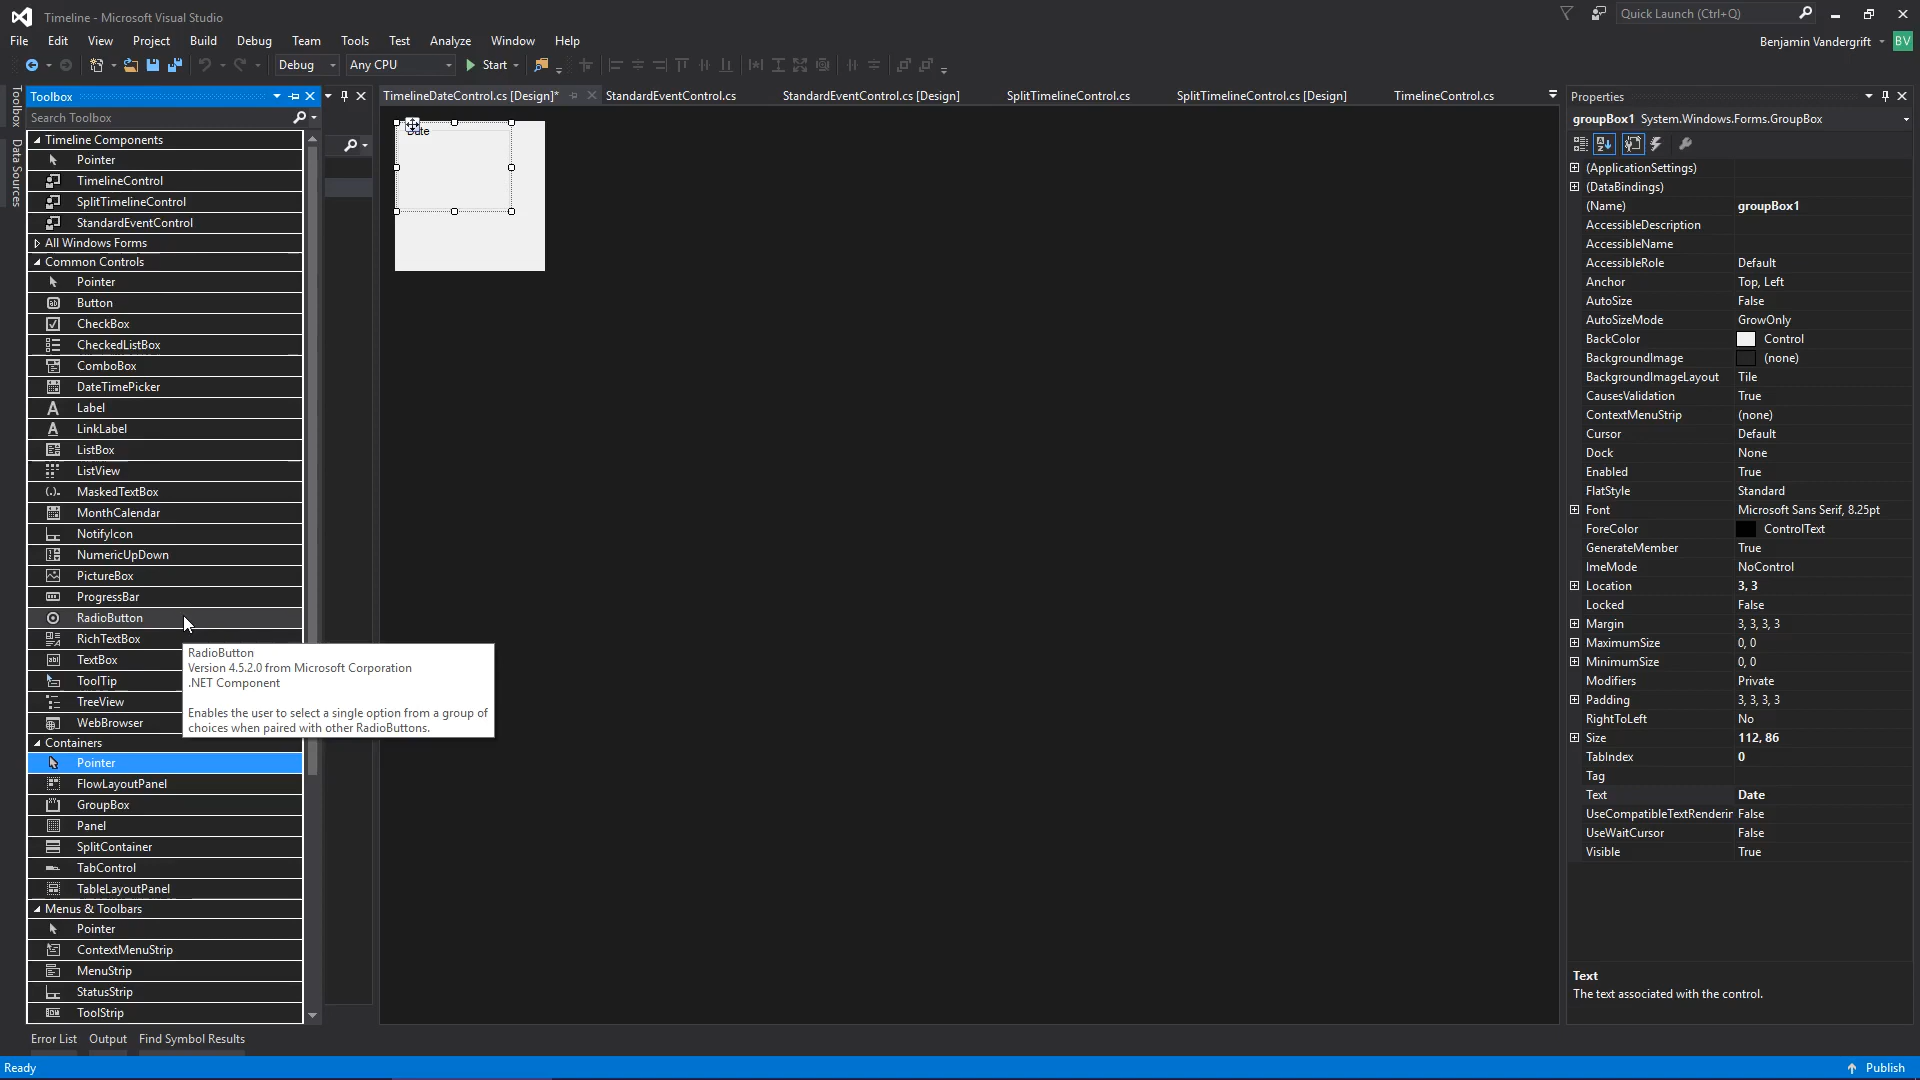 Timeline - Microsoft Visual Studio
Quick Launch (Ctrl+Q)
File Edit View Project Build Debug Team Tools Test Analyze Window Help
Benjamin Vandergrift BV
Debug Any CPU Start
Toolbox
Data Sources
Toolbox
Search Toolbox
Timeline Components
Pointer
TimelineControl
SplitTimelineControl
StandardEventControl
All Windows Forms
Common Controls
Pointer
Button
CheckBox
CheckedListBox
ComboBox
DateTimePicker
Label
LinkLabel
ListBox
ListView
MaskedTextBox
MonthCalendar
NotifyIcon
NumericUpDown
PictureBox
ProgressBar
RadioButton
RichTextBox
TextBox
ToolTip
TreeView
WebBrowser
Containers
Pointer
FlowLayoutPanel
GroupBox
Panel
SplitContainer
TabControl
TableLayoutPanel
Menus & Toolbars
Pointer
ContextMenuStrip
MenuStrip
StatusStrip
ToolStrip
RadioButton
Version 4.5.2.0 from Microsoft Corporation
.NET Component
Enables the user to select a single option from a group of
choices when paired with other RadioButtons.
TimelineDateControl.cs [Design]* StandardEventControl.cs StandardEventControl.cs [Design] SplitTimelineControl.cs SplitTimelineControl.cs [Design] TimelineControl.cs
Date
Properties
groupBox1 System.Windows.Forms.GroupBox
(ApplicationSettings)
(DataBindings)
(Name) groupBox1
AccessibleDescription
AccessibleName
AccessibleRole Default
Anchor Top, Left
AutoSize False
AutoSizeMode GrowOnly
BackColor Control
BackgroundImage (none)
BackgroundImageLayout Tile
CausesValidation True
ContextMenuStrip (none)
Cursor Default
Dock None
Enabled True
FlatStyle Standard
Font Microsoft Sans Serif, 8.25pt
ForeColor ControlText
GenerateMember True
ImeMode NoControl
Location 3, 3
Locked False
Margin 3, 3, 3, 3
MaximumSize 0, 0
MinimumSize 0, 0
Modifiers Private
Padding 3, 3, 3, 3
RightToLeft No
Size 112, 86
TabIndex 0
Tag
Text Date
UseCompatibleTextRenderin False
UseWaitCursor False
Visible True
Text
The text associated with the control.
Error List Output Find Symbol Results
Ready
Publish